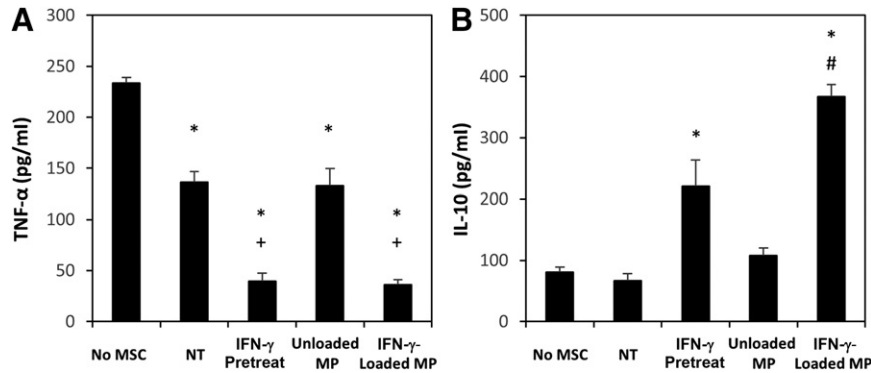 A
300
250
200
150
100
50
0
TNF-α (pg/ml)
*
*
+
*
*
+
No MSC
NT
IFN-γ
Pretreat
Unloaded
MP
IFN-γ-
Loaded MP
B
500
400
300
200
100
0
IL-10 (pg/ml)
*
*
#
No MSC
NT
IFN-γ
Pretreat
Unloaded
MP
IFN-γ-
Loaded MP